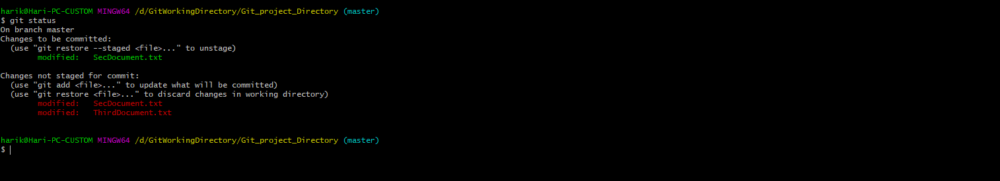 harik@Hari-PC-CUSTOM MINGW64 /d/GitWorkingDirectory/Git_project_Directory (master)
$ git status
On branch master
Changes to be committed:
  (use "git restore --staged <file>..." to unstage)
        modified:   SecDocument.txt

Changes not staged for commit:
  (use "git add <file>..." to update what will be committed)
  (use "git restore <file>..." to discard changes in working directory)
        modified:   SecDocument.txt
        modified:   ThirdDocument.txt


harik@Hari-PC-CUSTOM MINGW64 /d/GitWorkingDirectory/Git_project_Directory (master)
$